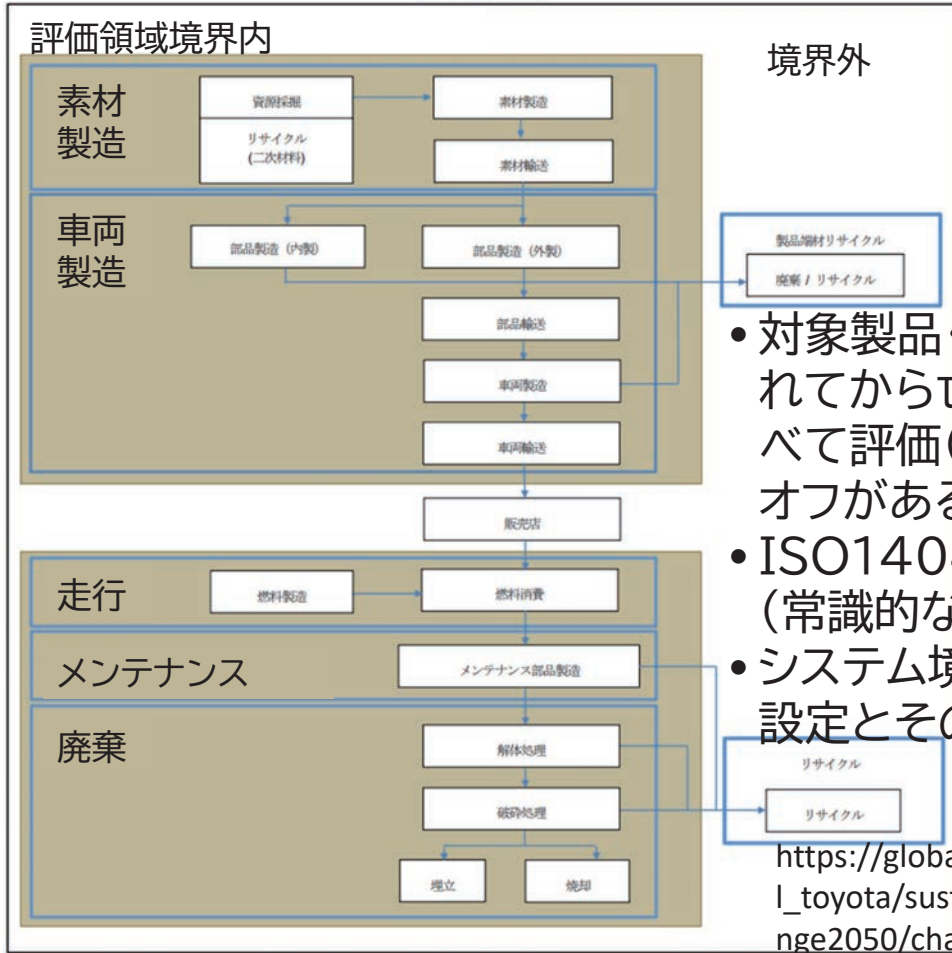 評価領域境界内
境界外
素材
製造
資源採掘
素材製造
リサイクル
(二次材料)
素材輸送
車両
製造
部品製造（内製）
部品製造（外製）
製品端材リサイクル
廃棄 / リサイクル
部品輸送
車両製造
車両輸送
販売店
走行
燃料製造
燃料消費
メンテナンス
メンテナンス部品製造
廃棄
解体処理
破砕処理
埋立
焼却
• 対象製品
れてから
べて評価
オフがある
• ISO140
（常識的な
• システム境
設定とその
リサイクル
リサイクル
https://globa
l_toyota/sus
nge2050/cha